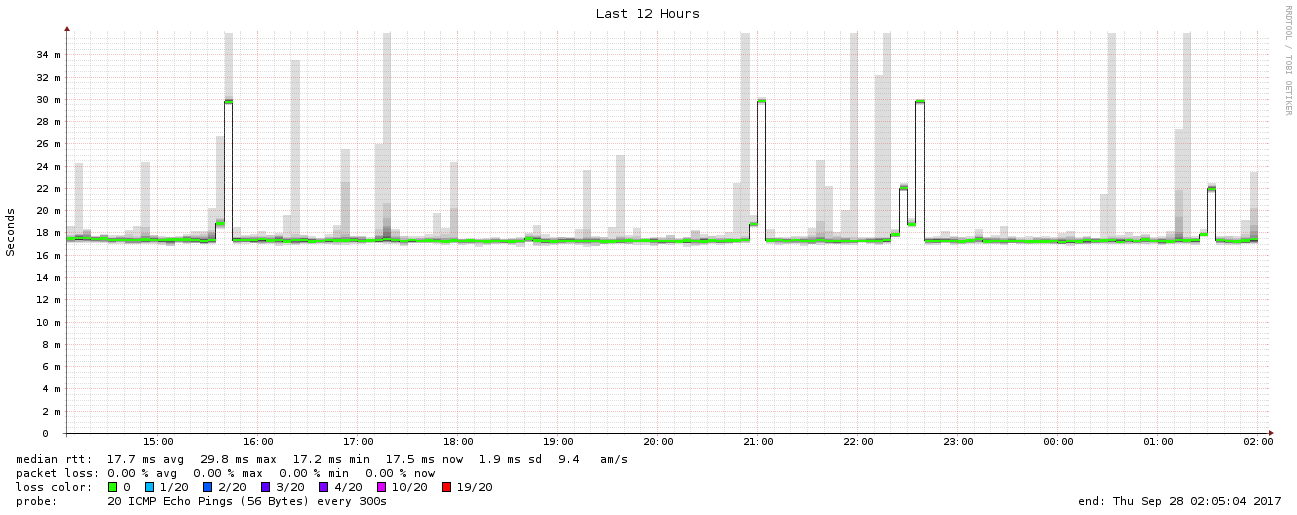 Last 12 Hours
RRDTOOL / TOBI OETIKER
Seconds
34 m
32 m
30 m
28 m
26 m
24 m
22 m
20 m
18 m
16 m
14 m
12 m
10 m
8 m
6 m
4 m
2 m
0
15:00 16:00 17:00 18:00 19:00 20:00 21:00 22:00 23:00 00:00 01:00 02:00
median rtt: 17.7 ms avg 29.8 ms max 17.2 ms min 17.5 ms now 1.9 ms sd 9.4 am/s
packet loss: 0.00 % avg 0.00 % max 0.00 % min 0.00 % now
loss color: 0 1/20 2/20 3/20 4/20 10/20 19/20
probe: 20 ICMP Echo Pings (56 Bytes) every 300s end: Thu Sep 28 02:05:04 2017